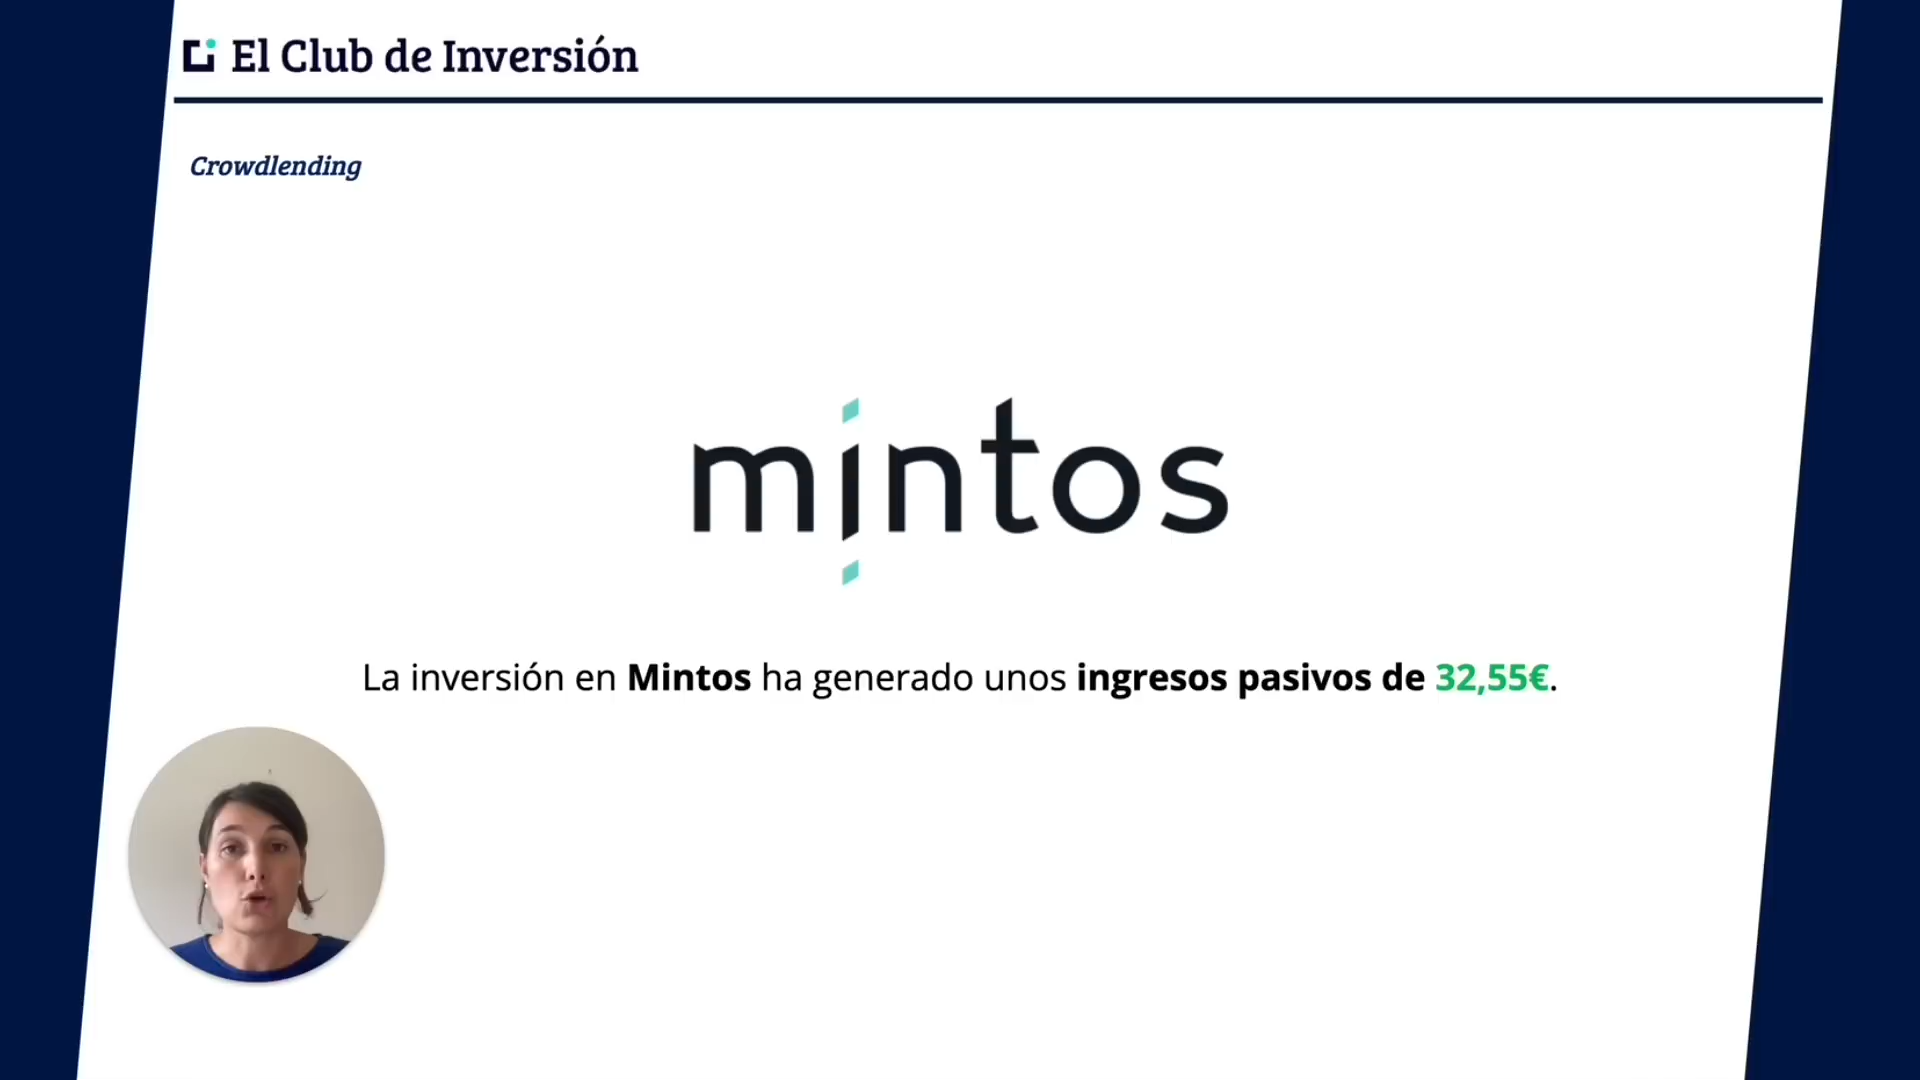 El Club de Inversión
Crowdlending
mintos
La inversión en Mintos ha generado unos ingresos pasivos de 32,55€.